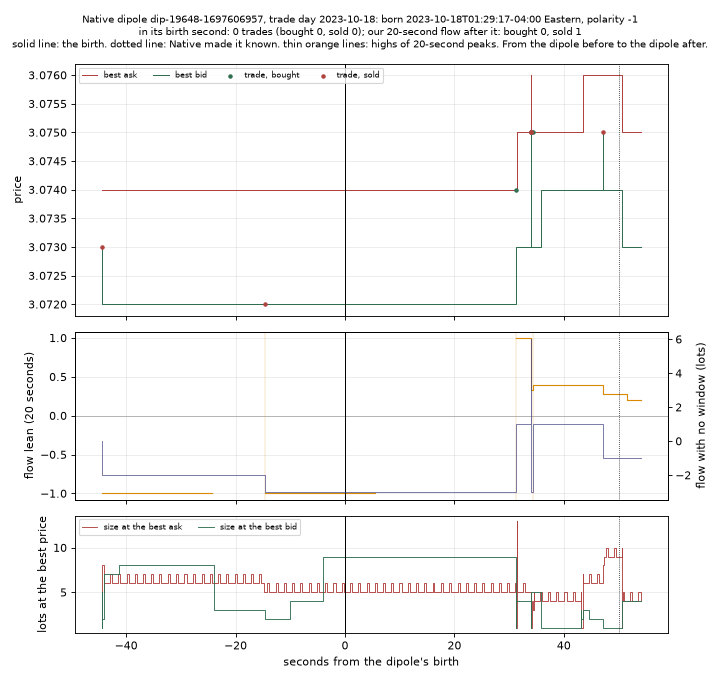 Native dipole dip-19648-1697606957, trade day 2023-10-18: born 2023-10-18T01:29:17-04:00 Eastern, polarity -1
in its birth second: 0 trades (bought 0, sold 0); our 20-second flow after it: bought 0, sold 1
solid line: the birth. dotted line: Native made it known. thin orange lines: highs of 20-second peaks. From the dipole before to the dipole after.
best ask
best bid
trade, bought
trade, sold
3.0760
3.0755
3.0750
3.0745
3.0740
3.0735
3.0730
3.0725
3.0720
price
1.0
0.5
0.0
−0.5
−1.0
flow lean (20 seconds)
6
4
2
0
−2
flow with no window (lots)
size at the best ask
size at the best bid
10
5
lots at the best price
−40
−20
0
20
40
seconds from the dipole's birth